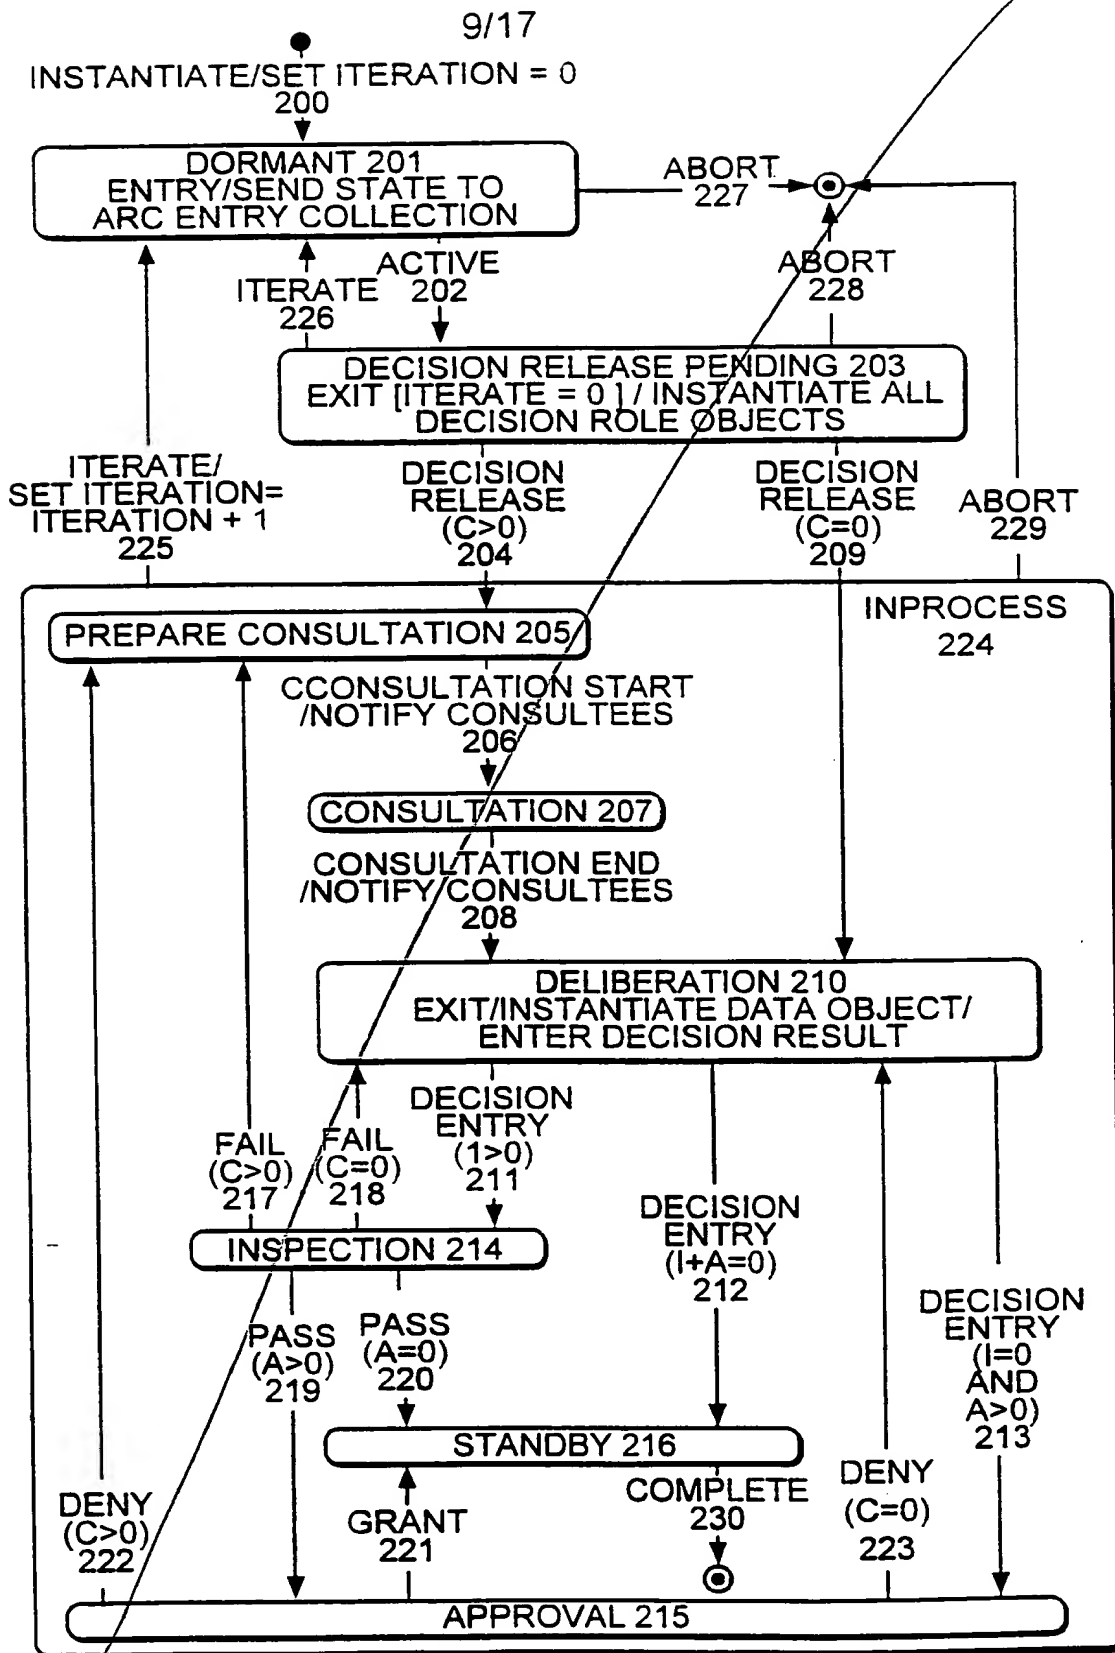 9/17
INSTANTIATE/SET ITERATION = 0
200
DORMANT 201
ENTRY/SEND STATE TO
ARC ENTRY COLLECTION
ABORT
227
ACTIVE
202
ITERATE
226
ABORT
228
DECISION RELEASE PENDING 203
EXIT [ITERATE = 0 ] / INSTANTIATE ALL
DECISION ROLE OBJECTS
ITERATE/
SET ITERATION=
ITERATION + 1
225
DECISION
RELEASE
(C>0)
204
DECISION
RELEASE
(C=0)
209
ABORT
229
INPROCESS
224
PREPARE CONSULTATION 205
CCONSULTATION START
/NOTIFY CONSULTEES
206
CONSULTATION 207
CONSULTATION END
/NOTIFY CONSULTEES
208
DELIBERATION 210
EXIT/INSTANTIATE DATA OBJECT/
ENTER DECISION RESULT
FAIL
(C>0)
217
FAIL
(C=0)
218
DECISION
ENTRY
(1>0)
211
DECISION
ENTRY
(I+A=0)
212
DECISION
ENTRY
(I=0
AND
A>0)
213
INSPECTION 214
PASS
(A>0)
219
PASS
(A=0)
220
STANDBY 216
DENY
(C>0)
222
GRANT
221
COMPLETE
230
DENY
(C=0)
223
APPROVAL 215